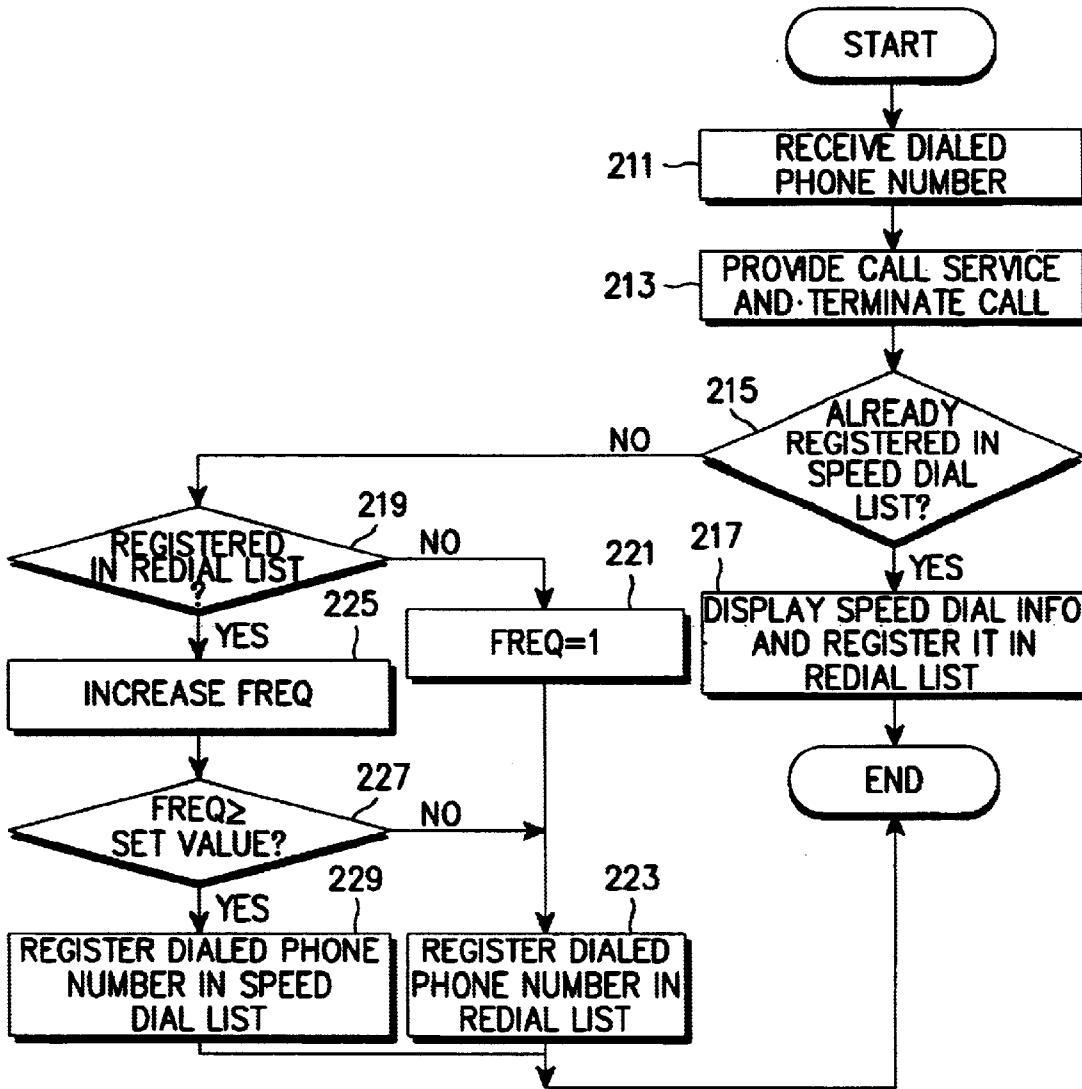 START
211
RECEIVE DIALED
PHONE NUMBER
213
PROVIDE CALL SERVICE
AND·TERMINATE CALL
215
ALREADY
REGISTERED IN
SPEED DIAL
LIST?
NO
YES
217
DISPLAY SPEED DIAL INFO
AND REGISTER IT IN
REDIAL LIST
END
219
REGISTERED
IN REDIAL LIST
?
NO
YES
221
FREQ=1
225
INCREASE FREQ
227
FREQ≥
SET VALUE?
NO
YES
229
REGISTER DIALED PHONE
NUMBER IN SPEED
DIAL LIST
223
REGISTER DIALED
PHONE NUMBER IN
REDIAL LIST